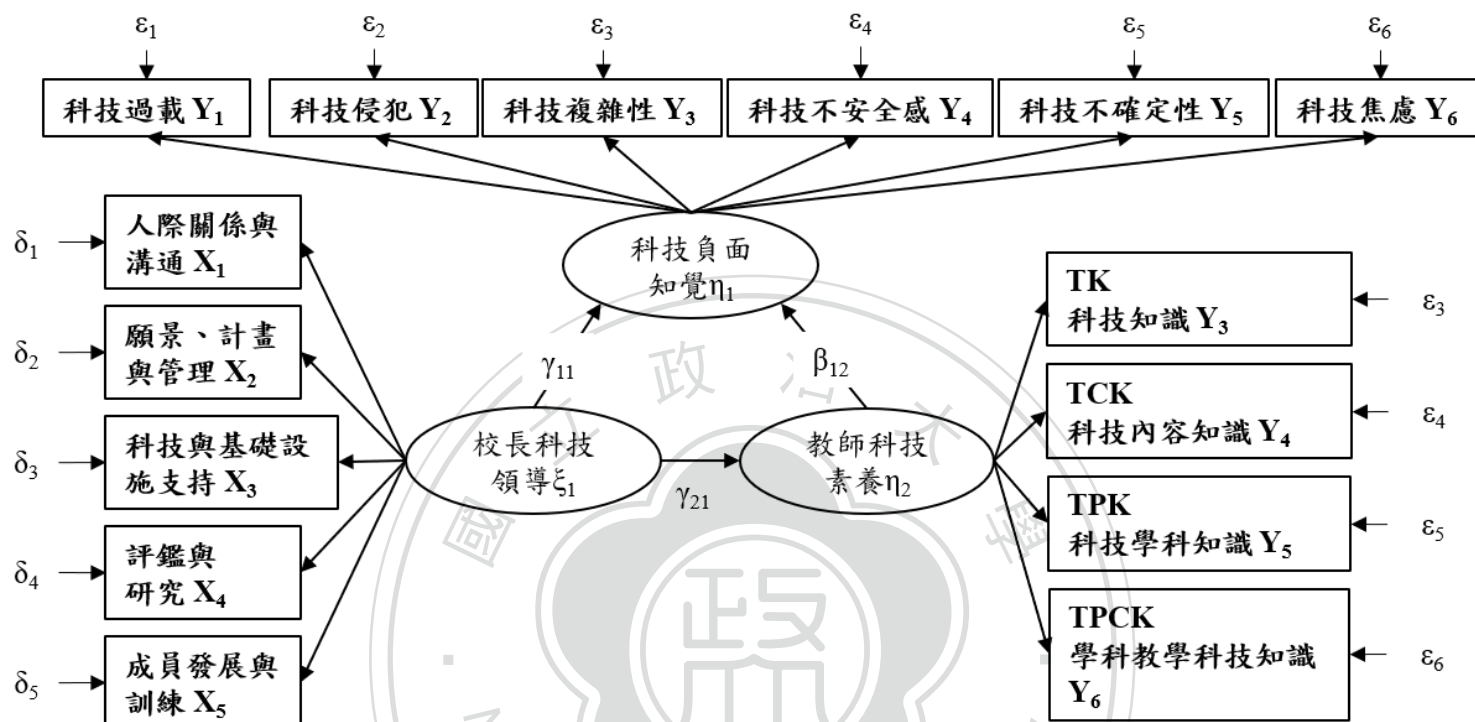 ε1 ε2 ε3 ε4 ε5 ε6
科技過載 Y1
科技侵犯 Y2
科技複雜性 Y3
科技不安全感 Y4
科技不確定性 Y5
科技焦慮 Y6
科技負面
知覺η1
δ1
人際關係與
溝通 X1
δ2
願景、計畫
與管理 X2
δ3
科技與基礎設
施支持 X3
δ4
評鑑與
研究 X4
δ5
成員發展與
訓練 X5
γ11
β12
校長科技
領導ξ1
γ21
教師科技
素養η2
TK
科技知識 Y3
ε3
TCK
科技內容知識 Y4
ε4
TPK
科技學科知識 Y5
ε5
TPCK
學科教學科技知識
Y6
ε6
國立政治大學
政